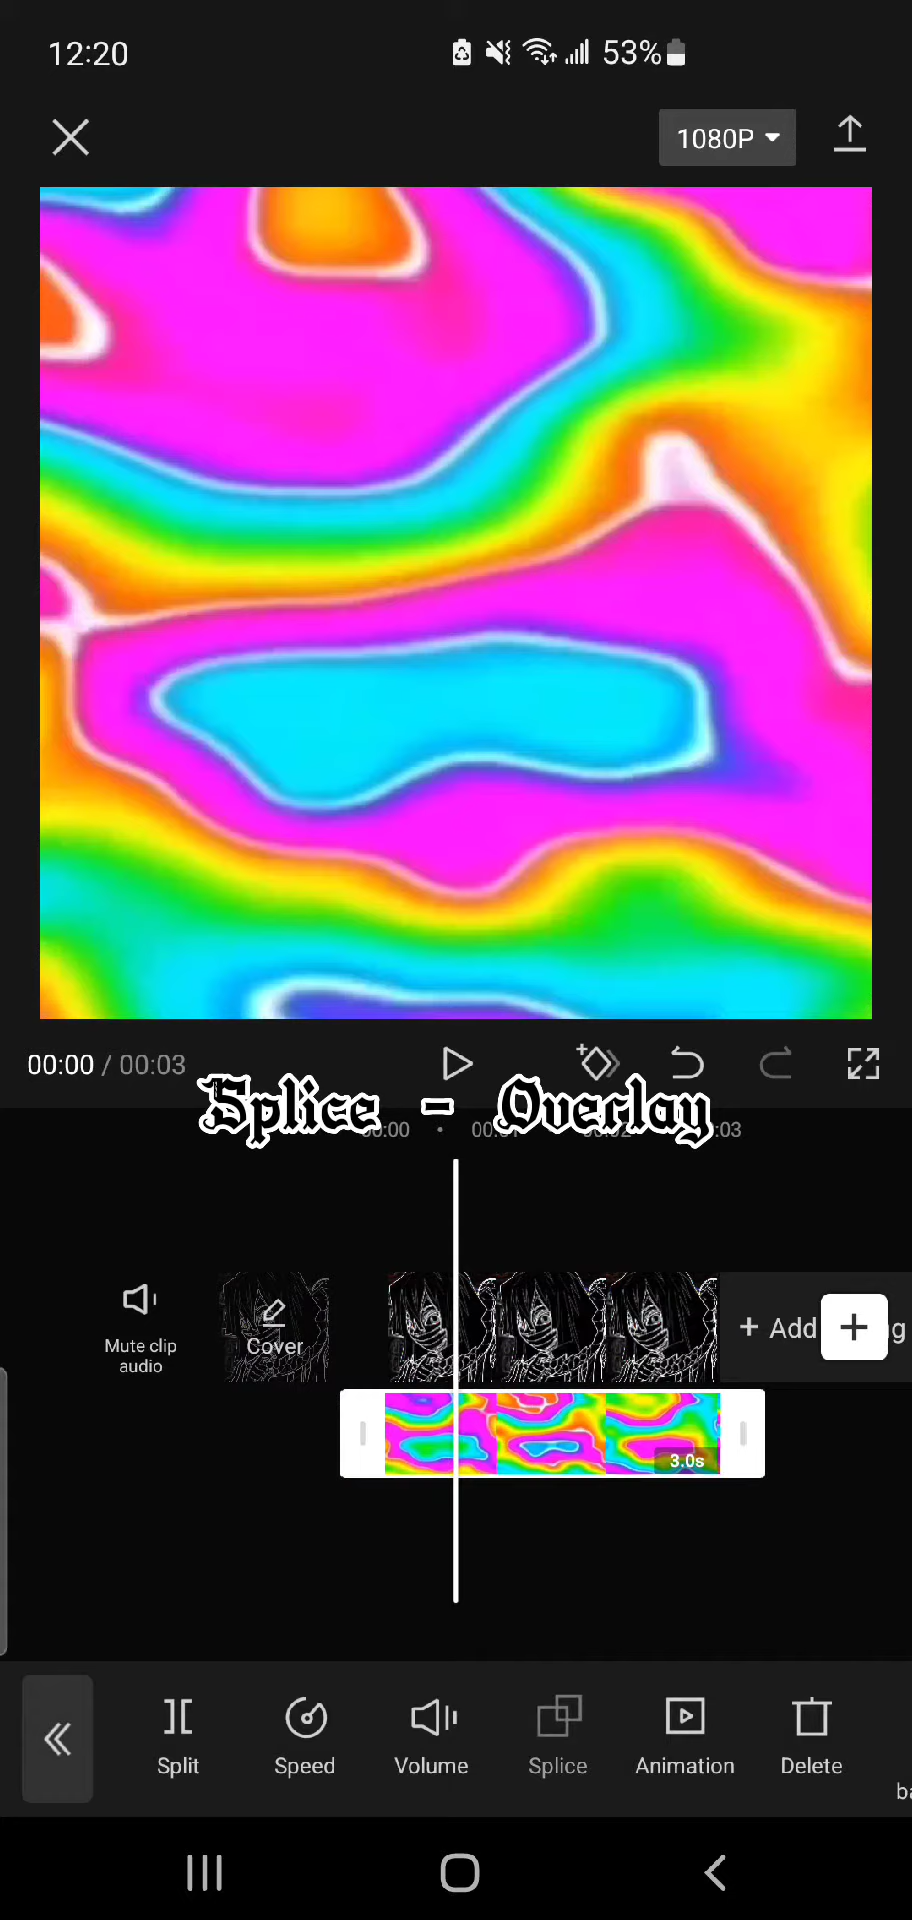 12:20
53%
1080P
00:00 / 00:03
Splice - Overlay
Mute clip
audio
Cover
+ Add
3.0s
Split
Speed
Volume
Splice
Animation
Delete